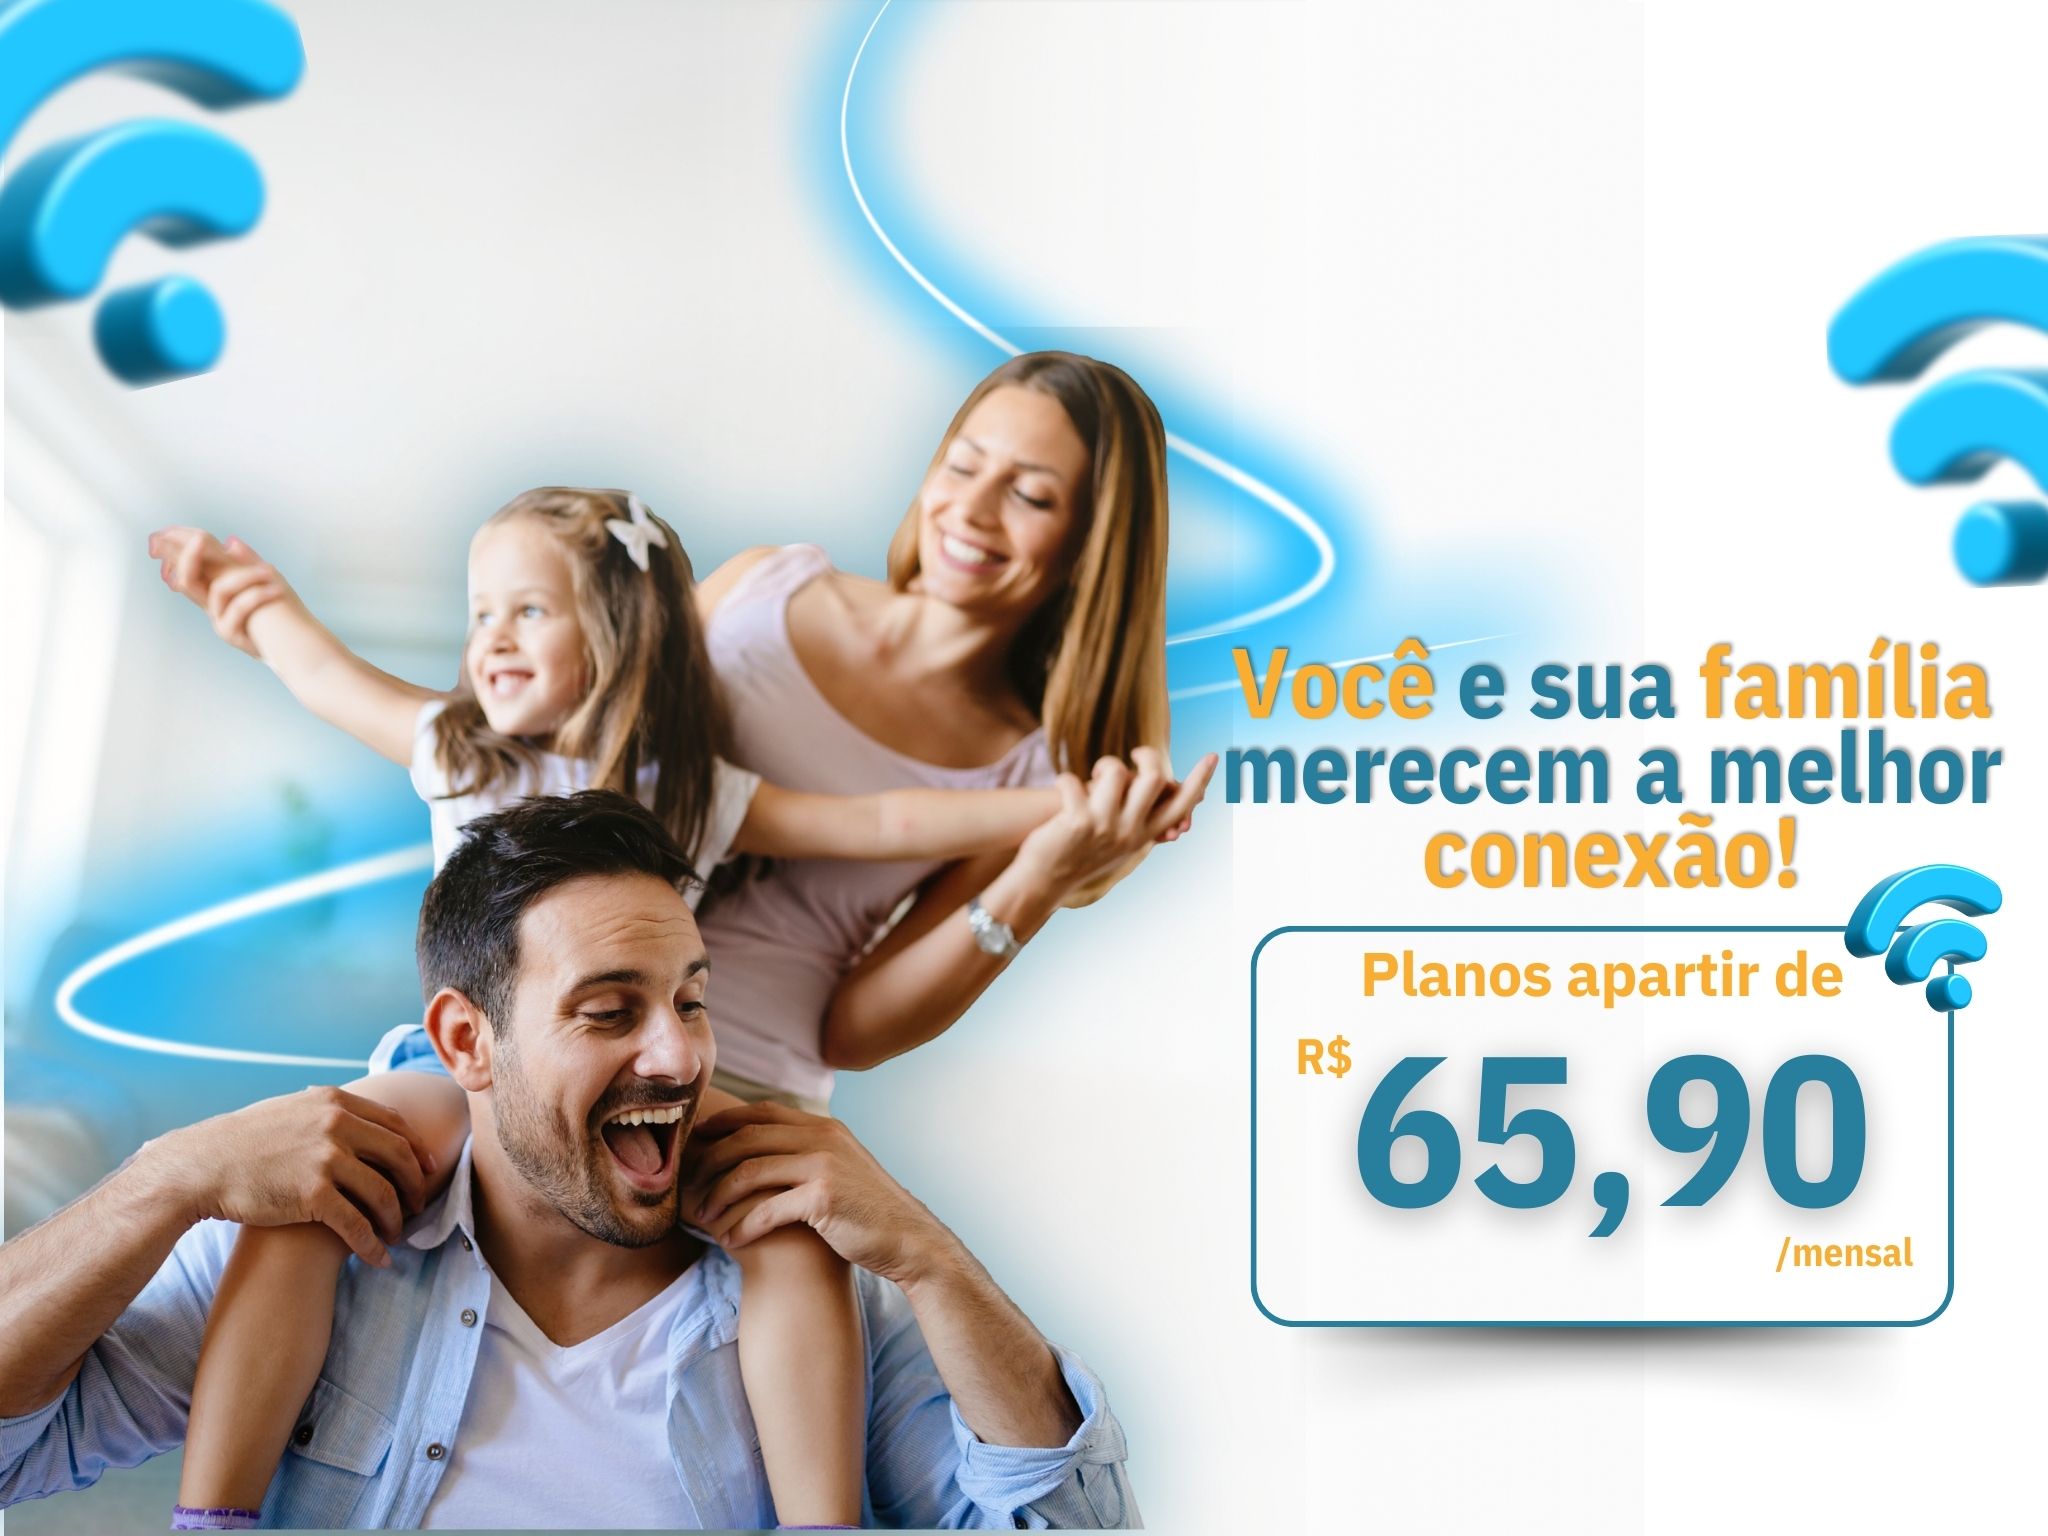 Você e sua família
merecem a melhor
conexão!
Planos apartir de
R$ 65,90
/mensal